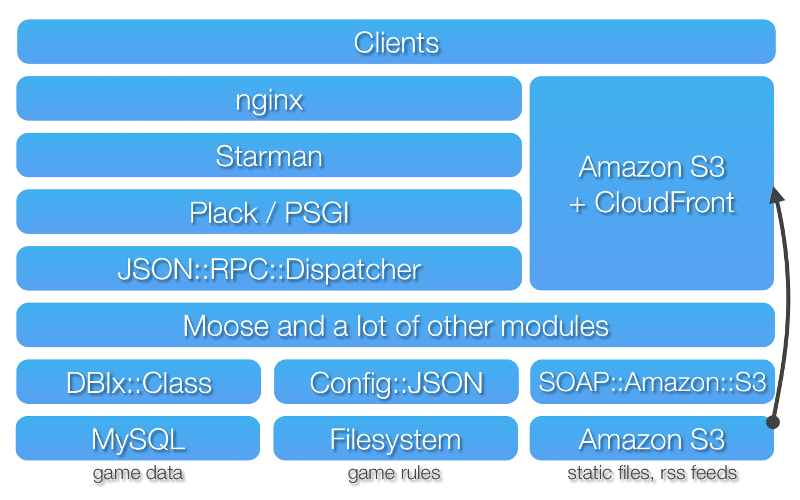 Clients
nginx
Starman
Plack / PSGI
JSON::RPC::Dispatcher
Amazon S3
+ CloudFront
Moose and a lot of other modules
DBIx::Class
Config::JSON
SOAP::Amazon::S3
MySQL
Filesystem
Amazon S3
game data
game rules
static files, rss feeds